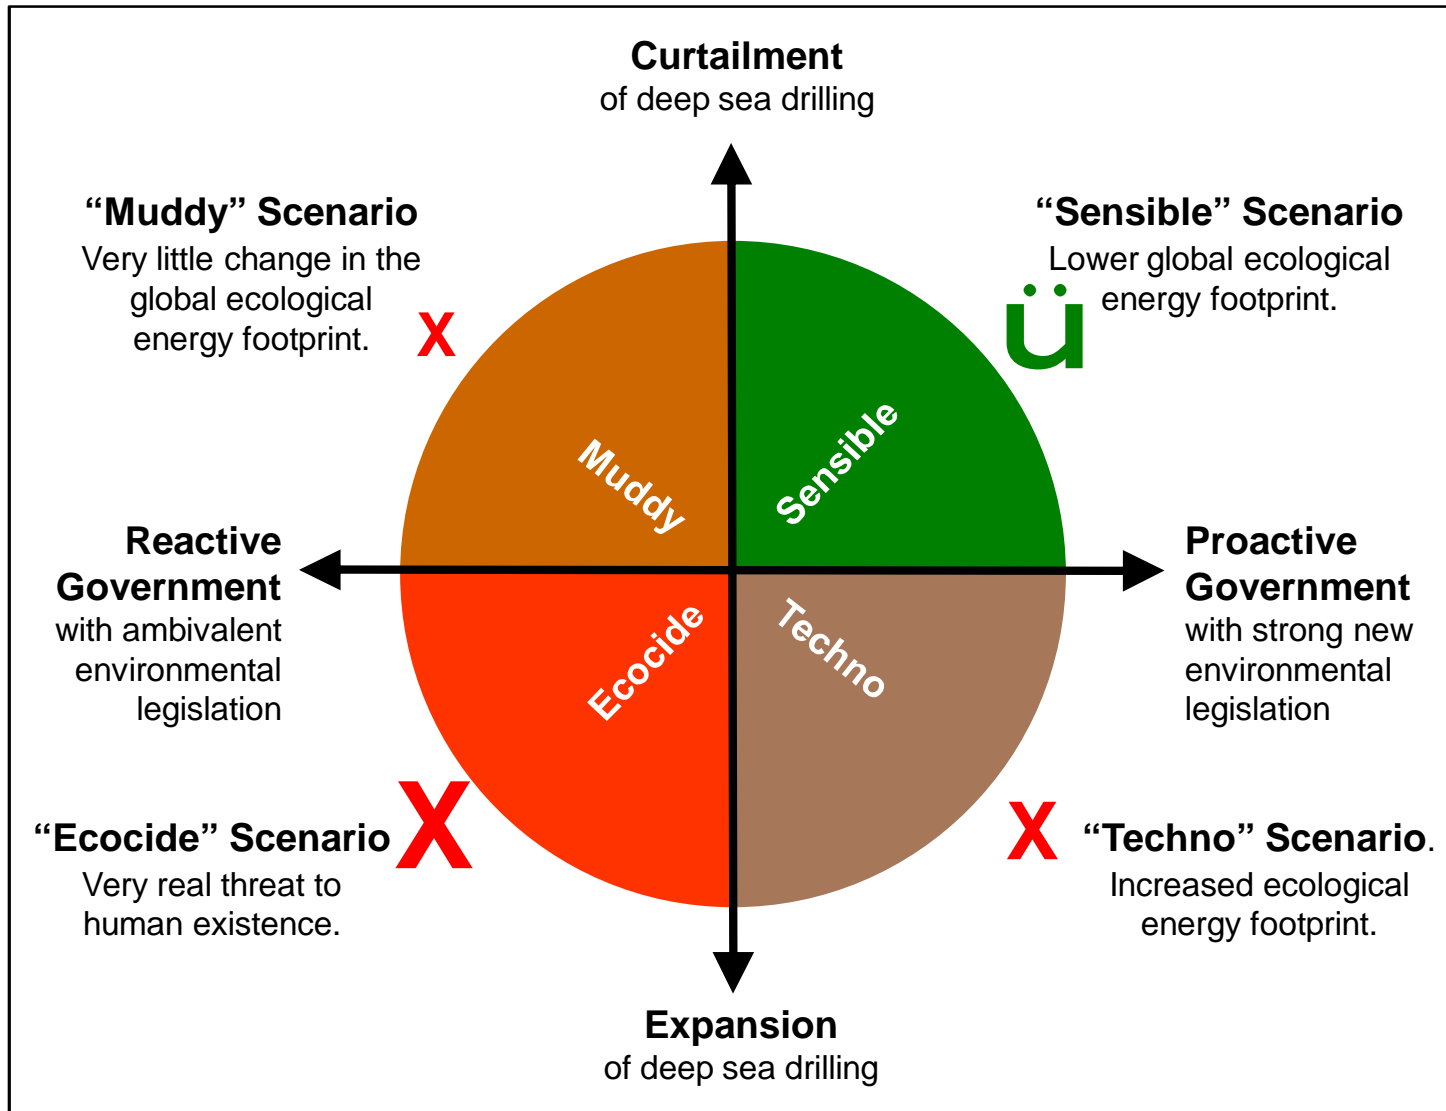 Curtailment
of deep sea drilling
“Muddy” Scenario
Very little change in the
global ecological
energy footprint.
X
“Sensible” Scenario
Lower global ecological
energy footprint.
ü
Muddy
Sensible
Reactive
Government
with ambivalent
environmental
legislation
Proactive
Government
with strong new
environmental
legislation
Ecocide
Techno
“Ecocide” Scenario
Very real threat to
human existence.
X
X
“Techno” Scenario.
Increased ecological
energy footprint.
Expansion
of deep sea drilling